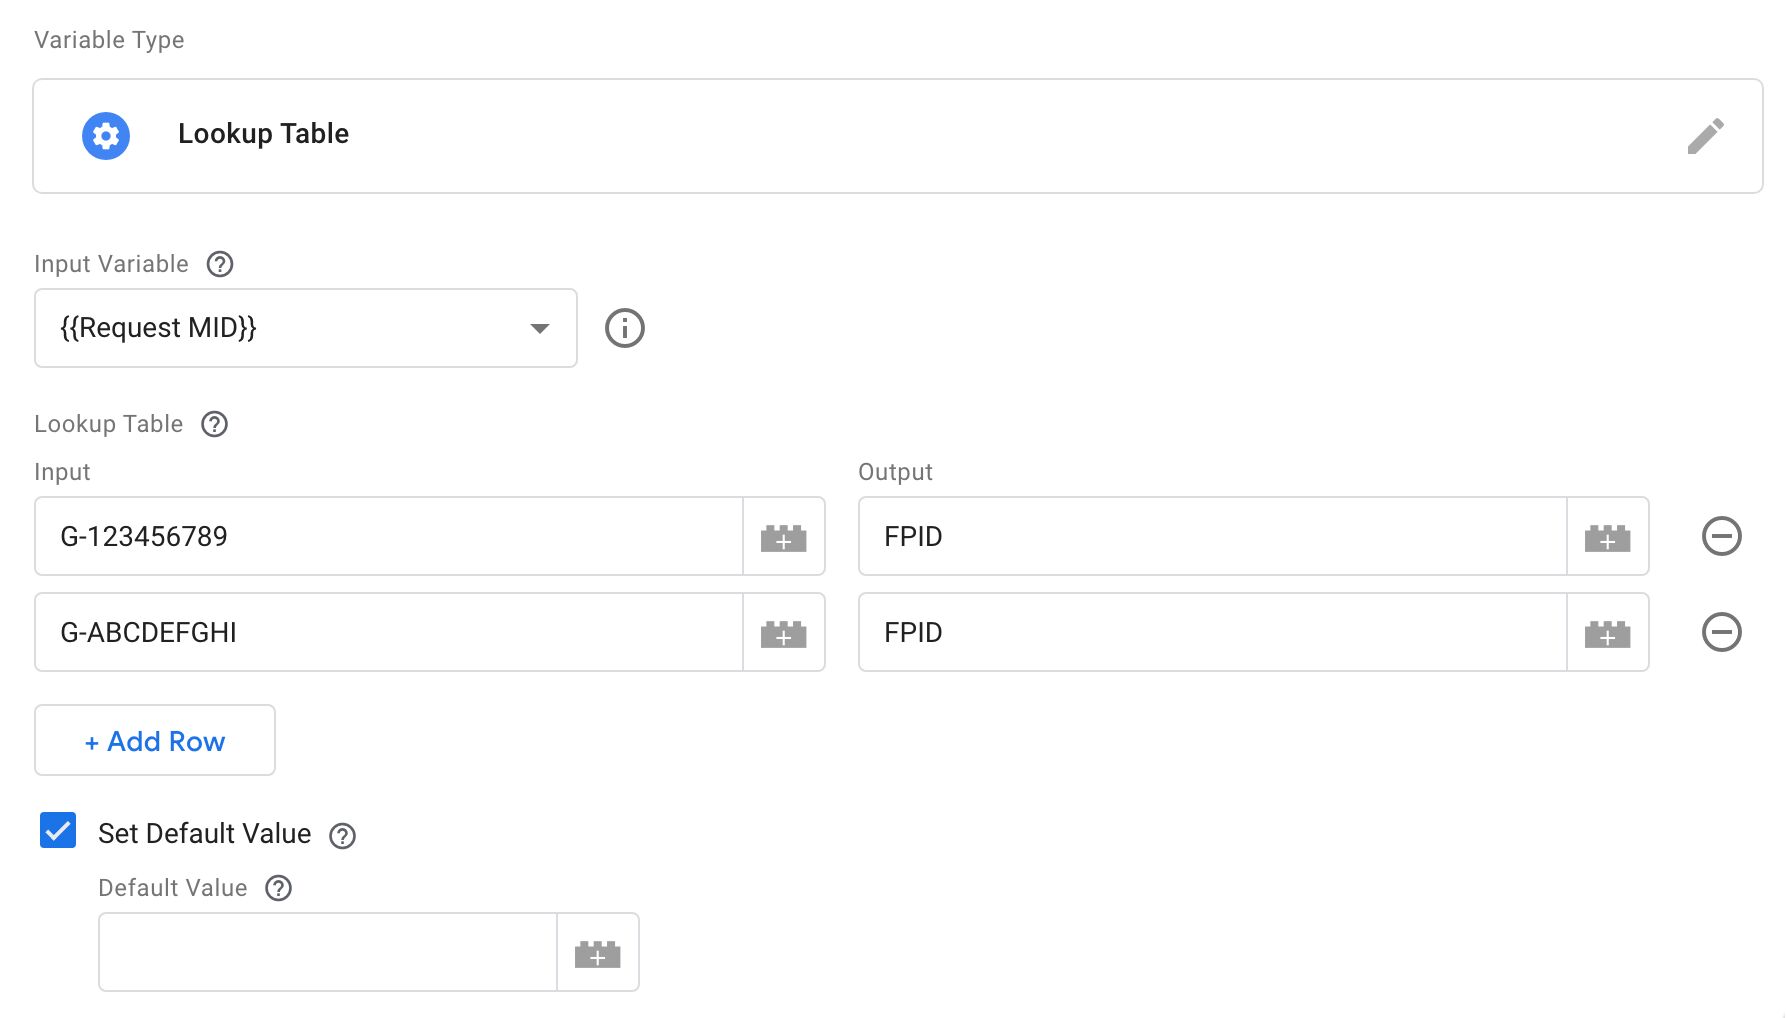 Variable Type
Lookup Table
Input Variable
{{Request MID}}
Lookup Table
Input Output
G-123456789 FPID
G-ABCDEFGHI FPID
+ Add Row
Set Default Value
Default Value